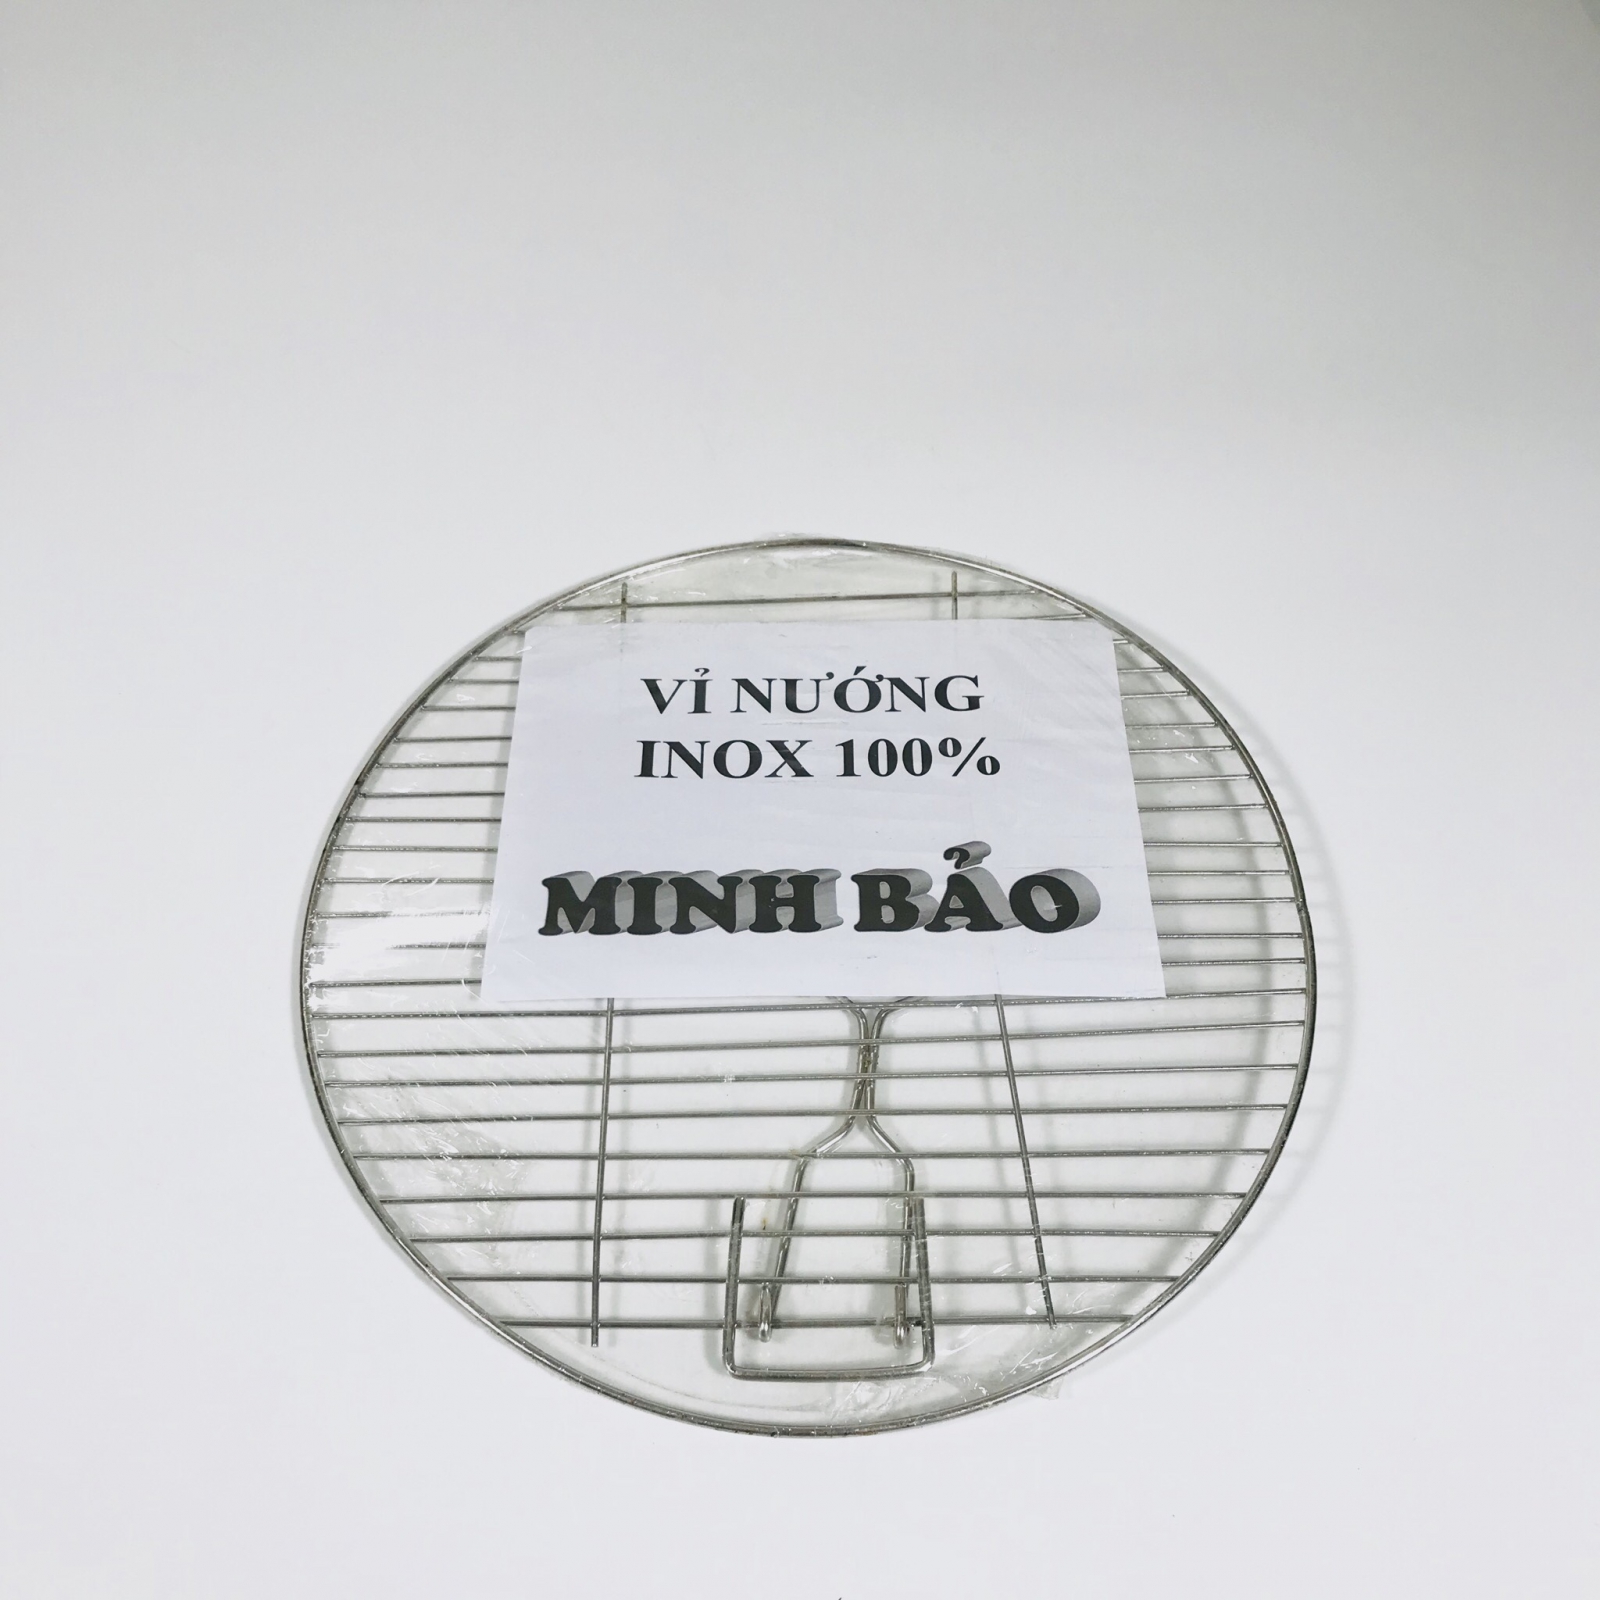 VỈ NƯỚNG
INOX 100%
MINH BẢO